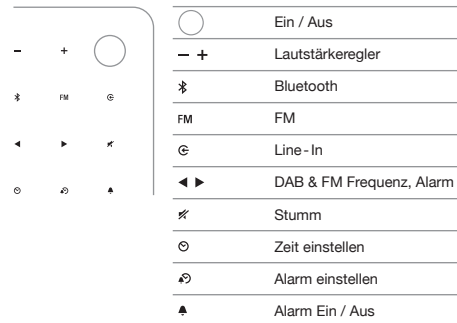 Ein / Aus
– +
– + Lautstärkeregler
Bluetooth
FM
FM FM
Line-In
DAB & FM Frequenz, Alarm
Stumm
Zeit einstellen
Alarm einstellen
Alarm Ein / Aus